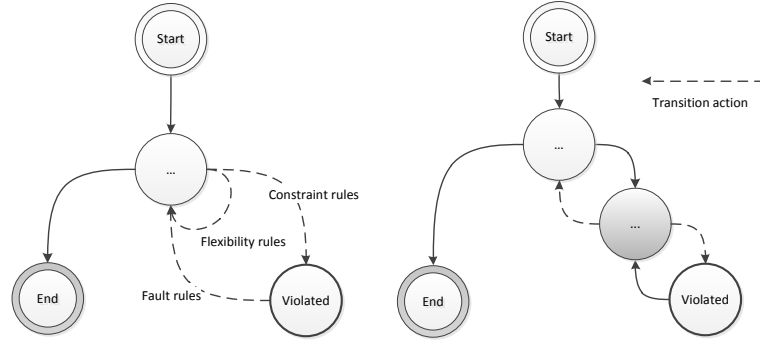 Start
...
Constraint rules
Flexibility rules
Fault rules
End
Violated
Start
Transition action
...
...
End
Violated